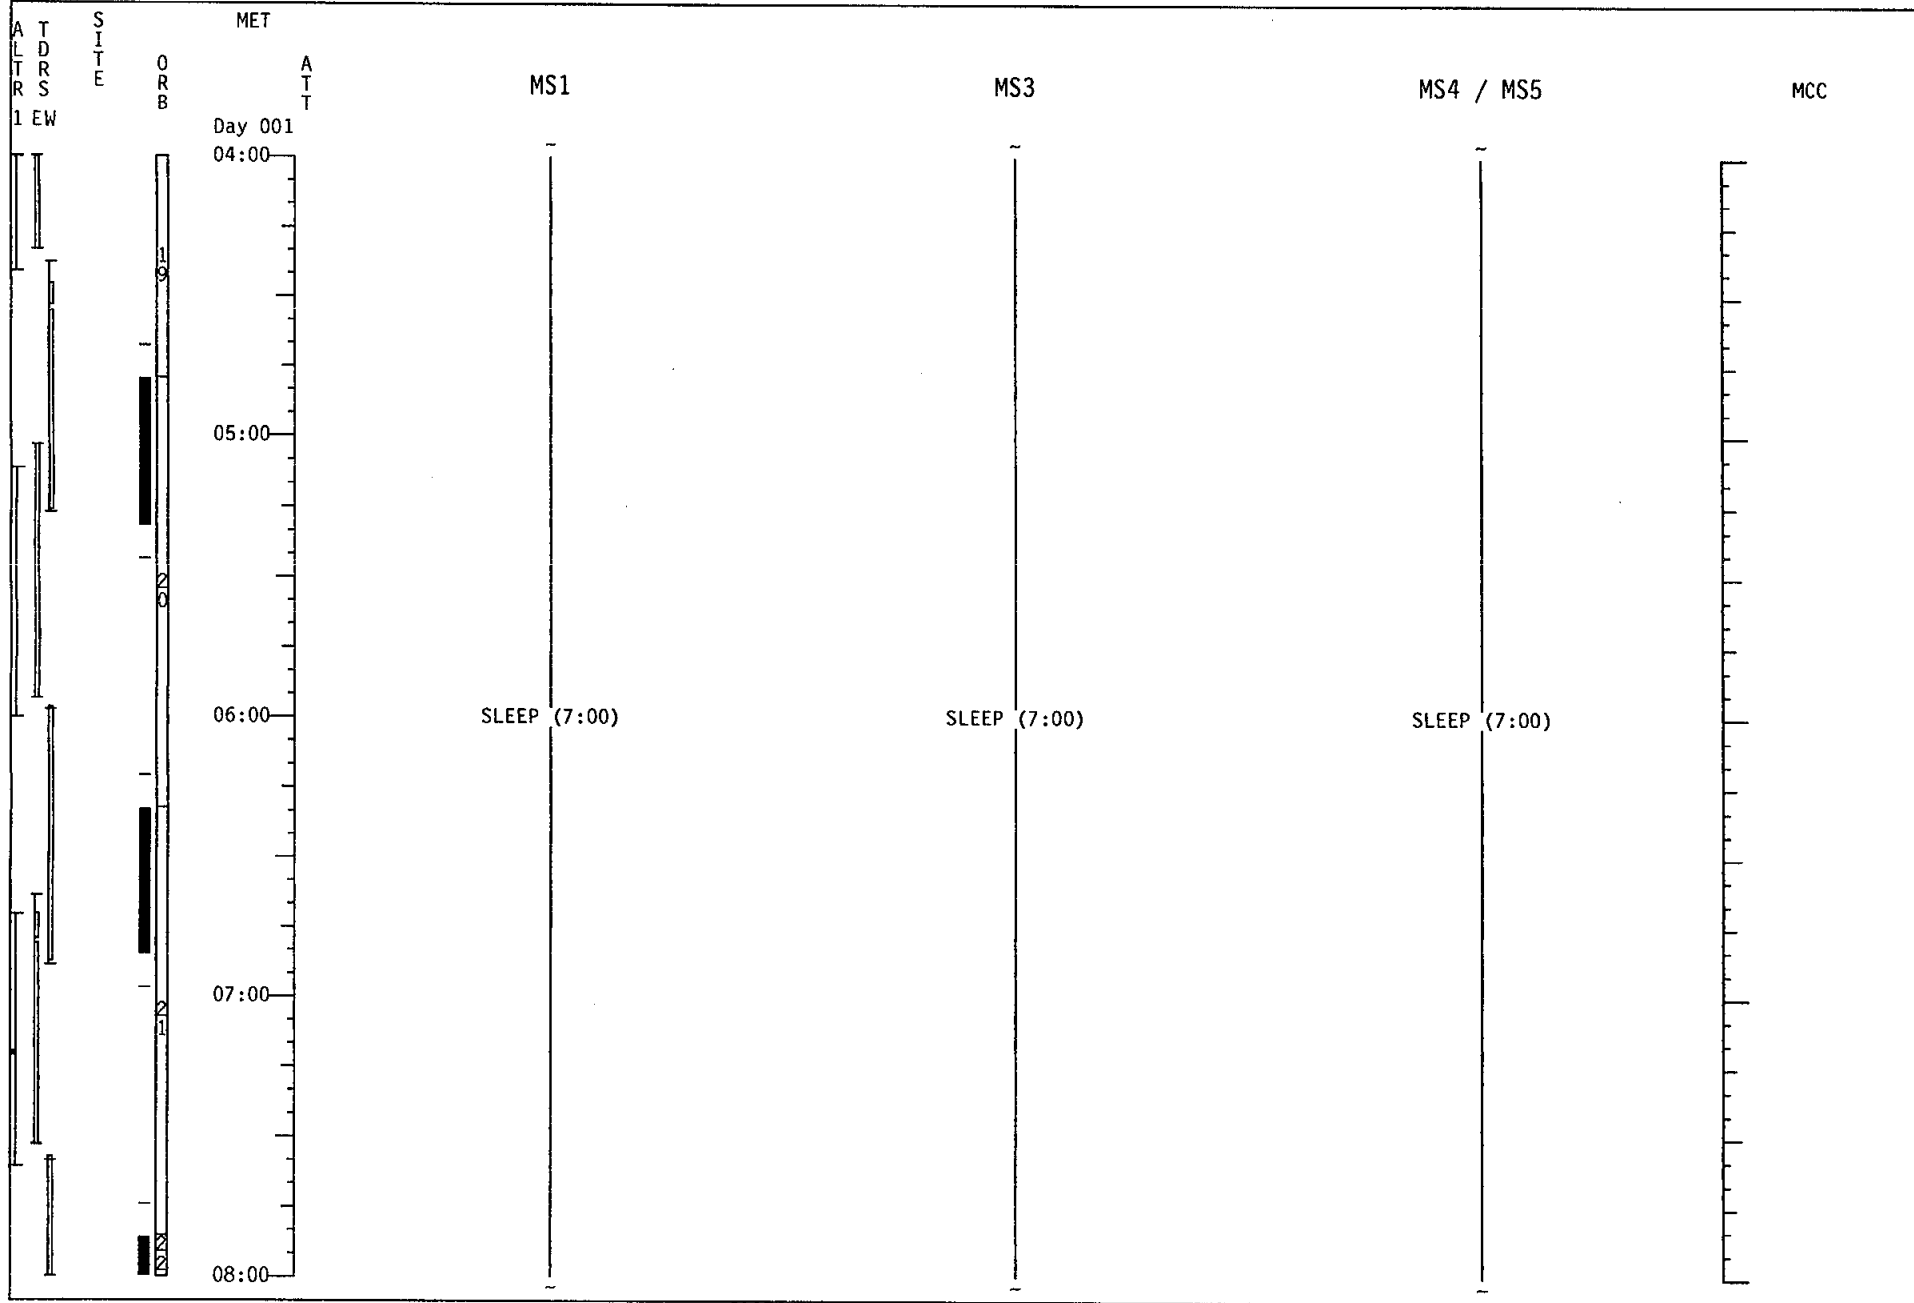 ALTR 1
TDRS EW
SITE
ORB
MET
ATT
MS1
MS3
MS4 / MS5
MCC
Day 001
04:00
19
05:00
20
06:00
SLEEP (7:00)
SLEEP (7:00)
SLEEP (7:00)
07:00
21
08:00
22